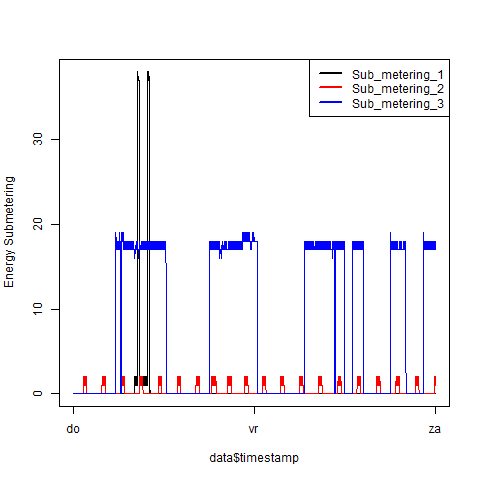 Sub_metering_1
Sub_metering_2
Sub_metering_3
Energy Submetering
30
20
10
0
do vr za
data$timestamp